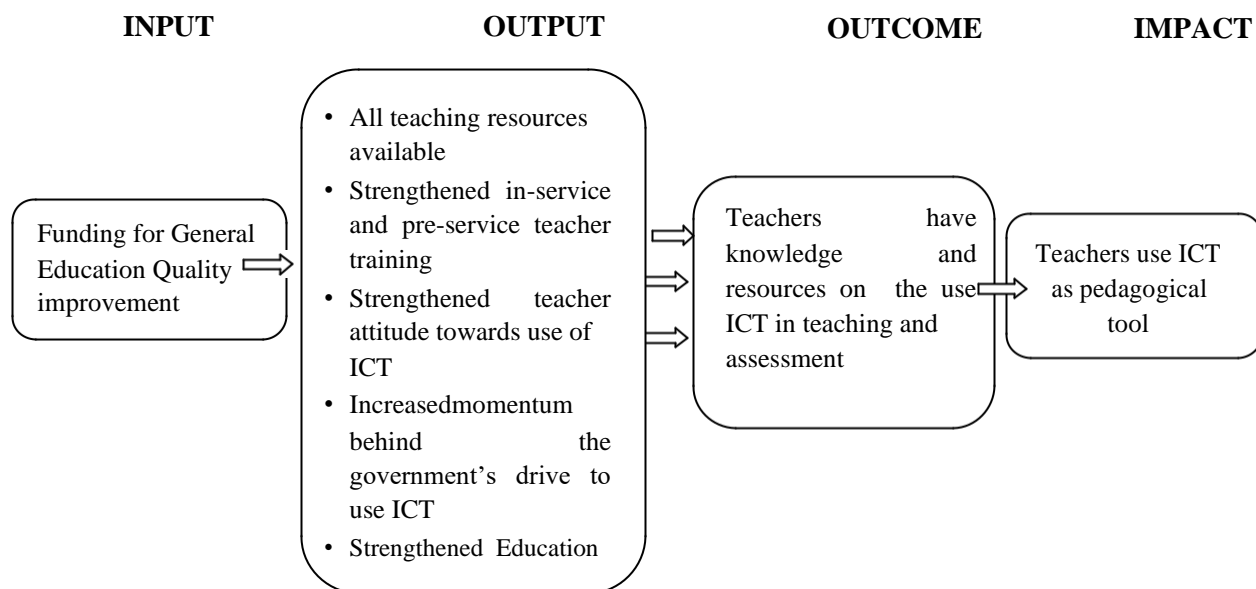 INPUT OUTPUT OUTCOME IMPACT
Funding for General
Education Quality
improvement
• All teaching resources
available
• Strengthened in-service
and pre-service teacher
training
• Strengthened teacher
attitude towards use of
ICT
• Increasedmomentum
behind the
government’s drive to
use ICT
• Strengthened Education
Teachers have
knowledge and
resources on the use
ICT in teaching and
assessment
Teachers use ICT
as pedagogical
tool